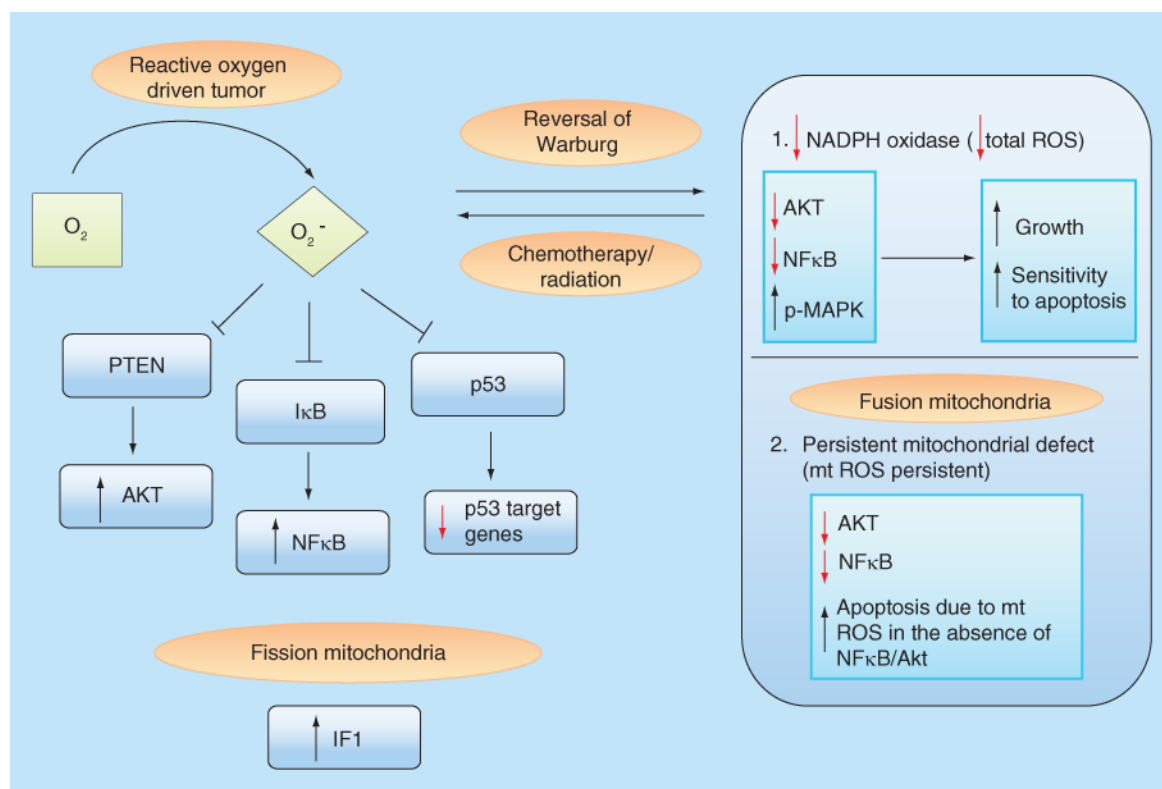 Reactive oxygen
driven tumor
O₂
O₂⁻
PTEN
AKT
IκB
NFκB
p53
p53 target
genes
Fission mitochondria
IF1
Reversal of
Warburg
Chemotherapy/
radiation
1. NADPH oxidase ( total ROS)
AKT
NFκB
p-MAPK
Growth
Sensitivity
to apoptosis
Fusion mitochondria
2. Persistent mitochondrial defect
(mt ROS persistent)
AKT
NFκB
Apoptosis due to mt
ROS in the absence of
NFκB/Akt